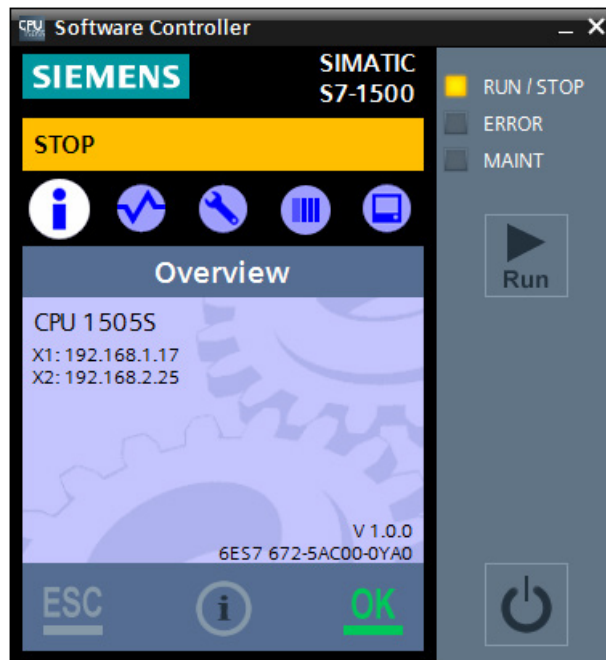 CPU Software Controller
SIEMENS
SIMATIC
S7-1500
STOP
RUN / STOP
ERROR
MAINT
Run
Overview
CPU 1505S
X1: 192.168.1.17
X2: 192.168.2.25
V 1.0.0
6ES7 672-5AC00-0YA0
ESC
i
OK